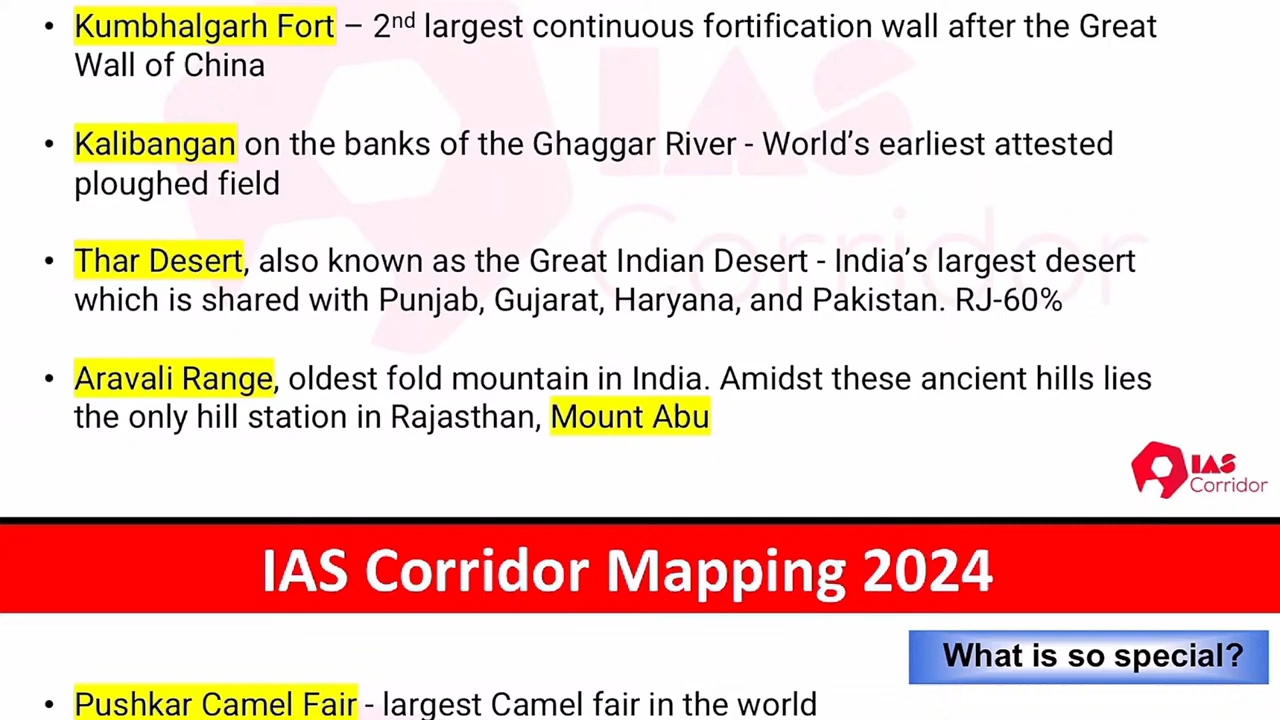 • Kumbhalgarh Fort – 2nd largest continuous fortification wall after the Great
Wall of China
• Kalibangan on the banks of the Ghaggar River - World’s earliest attested
ploughed field
• Thar Desert, also known as the Great Indian Desert - India’s largest desert
which is shared with Punjab, Gujarat, Haryana, and Pakistan. RJ-60%
• Aravali Range, oldest fold mountain in India. Amidst these ancient hills lies
the only hill station in Rajasthan, Mount Abu
IAS
Corridor
IAS
Corridor
IAS Corridor Mapping 2024
What is so special?
• Pushkar Camel Fair - largest Camel fair in the world